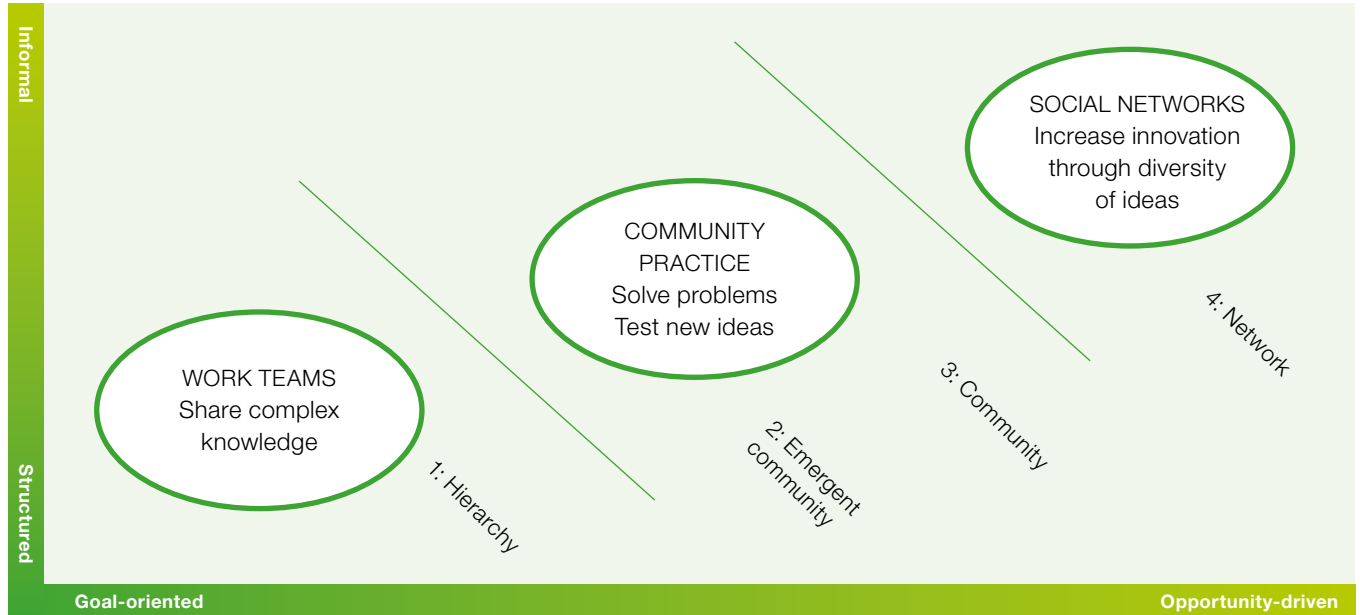 Informal
Structured
SOCIAL NETWORKS
Increase innovation
through diversity
of ideas
COMMUNITY
PRACTICE
Solve problems
Test new ideas
WORK TEAMS
Share complex
knowledge
1: Hierarchy
2: Emergent
community
3: Community
4: Network
Goal-oriented
Opportunity-driven